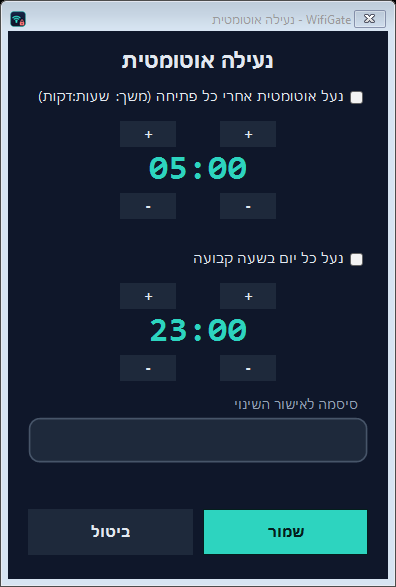 WifiGate - נעילה אוטומטית
נעילה אוטומטית
נעל אוטומטית אחרי כל פתיחה (משך: שעות:דקות)
+ +
05:00
- -
נעל כל יום בשעה קבועה
+ +
23:00
- -
סיסמה לאישור השינוי
שמור
ביטול